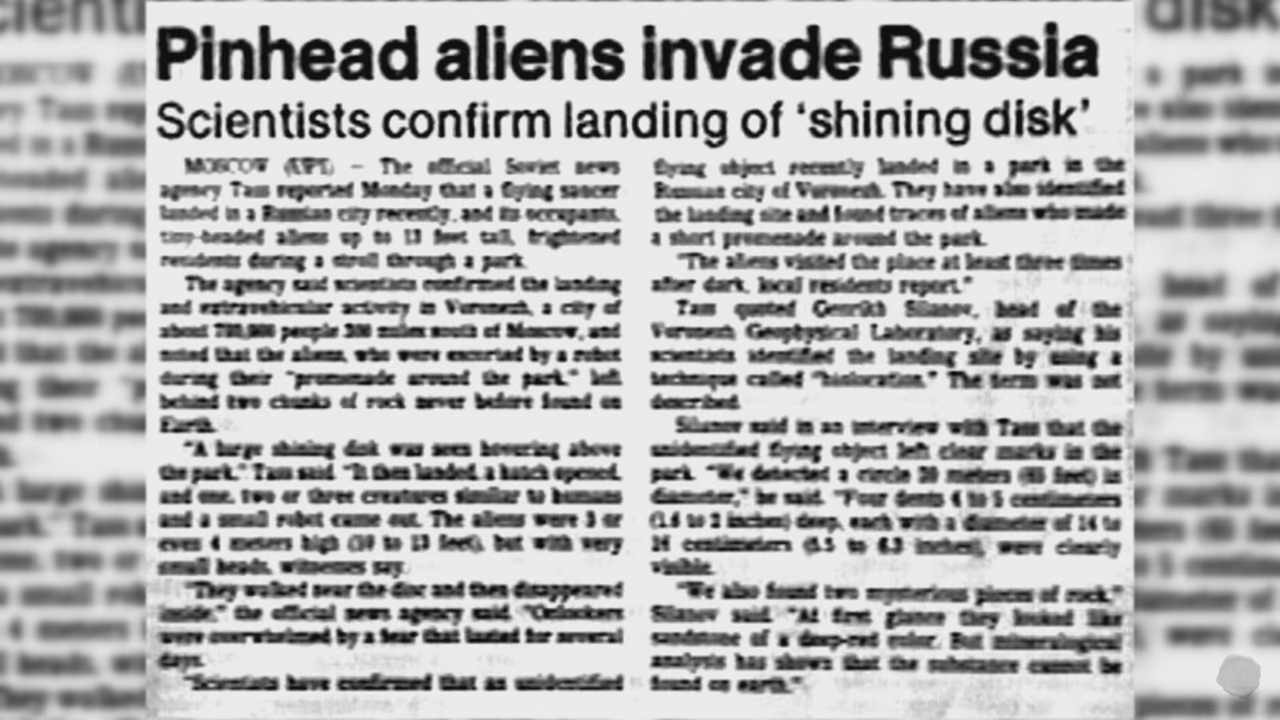 Pinhead aliens invade Russia
Scientists confirm landing of ‘shining disk’
MOSCOW (UPI) — The official Soviet news
agency Tass reported Monday that a flying saucer
landed in a Russian city recently, and its occupants,
tiny-headed aliens up to 13 feet tall, frightened
residents during a stroll through a park.
The agency said scientists confirmed the landing
and extravehicular activity in Voronezh, a city of
about people 300 miles south of Moscow, and
noted that the aliens, who were escorted by a robot
during their "promenade around the park," left
behind two chunks of rock never before found on
Earth.
"A large shining disk was seen hovering above
the park," Tass said. "It then landed, a hatch opened,
and one, two or three creatures similar to humans
and a small robot came out. The aliens were 3 or
even 4 meters high (10 to 13 feet), but with very
small heads, witnesses say.
"They walked near the disc and then disappeared
inside," the official news agency said. "Onlookers
were overwhelmed by a fear that lasted for several
days.
"Scientists have confirmed that an unidentified
flying object recently landed in a park in the
Russian city of Voronezh. They have also identified
the landing site and found traces of aliens who made
a short promenade around the park.
"The aliens visited the place at least three times
after dark, local residents report."
Tass quoted Genrikh Silanov, head of the
Voronezh Geophysical Laboratory, as saying his
scientists identified the landing site by using a
technique called "biolocation." The term was not
described.
Silanov said in an interview with Tass that the
unidentified flying object left clear marks in the
park. "We detected a circle 20 meters (65 feet) in
diameter," he said. "Four dents 4 to 5 centimeters
(1.6 to 2 inches) deep, each with a diameter of 14 to
16 centimeters (5.5 to 6.3 inches), were clearly
visible.
"We also found two mysterious pieces of rock,"
Silanov said. "At first glance they looked like
sandstone of a deep-red color. But mineralogical
analysis has shown that the substance cannot be
found on earth."